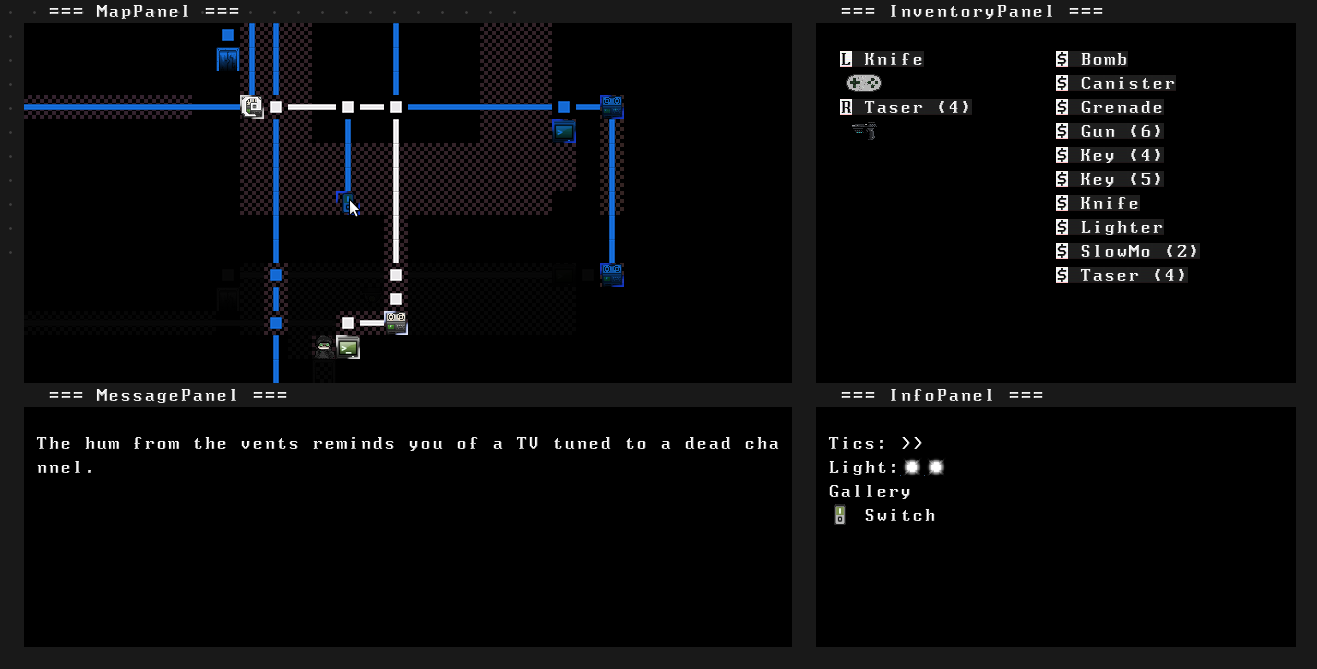 === MapPanel ===
=== InventoryPanel ===
L Knife
R Taser (4)
$ Bomb
$ Canister
$ Grenade
$ Gun (6)
$ Key (4)
$ Key (5)
$ Knife
$ Lighter
$ SlowMo (2)
$ Taser (4)
=== MessagePanel ===
The hum from the vents reminds you of a TV tuned to a dead cha
nnel.
=== InfoPanel ===
Tics: >>
Light:
Gallery
Switch